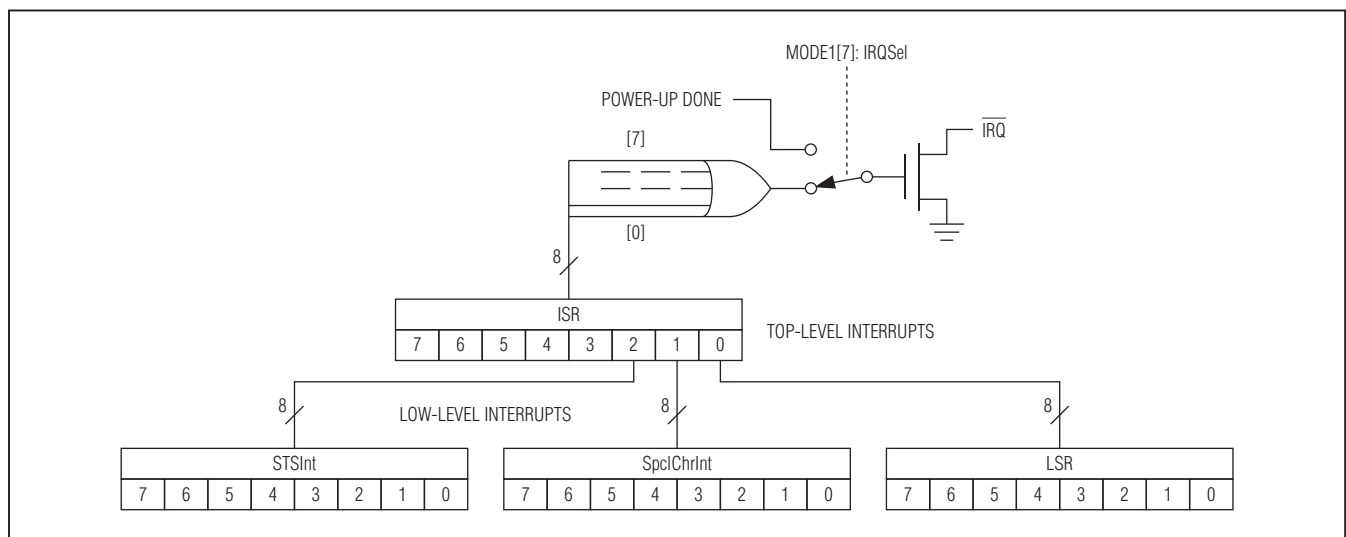 MODE1[7]: IRQSel
POWER-UP DONE
IRQ
[7]
[0]
8
ISR
7 6 5 4 3 2 1 0
TOP-LEVEL INTERRUPTS
8 LOW-LEVEL INTERRUPTS 8 8
STSInt SpclChrInt LSR
7 6 5 4 3 2 1 0 7 6 5 4 3 2 1 0 7 6 5 4 3 2 1 0